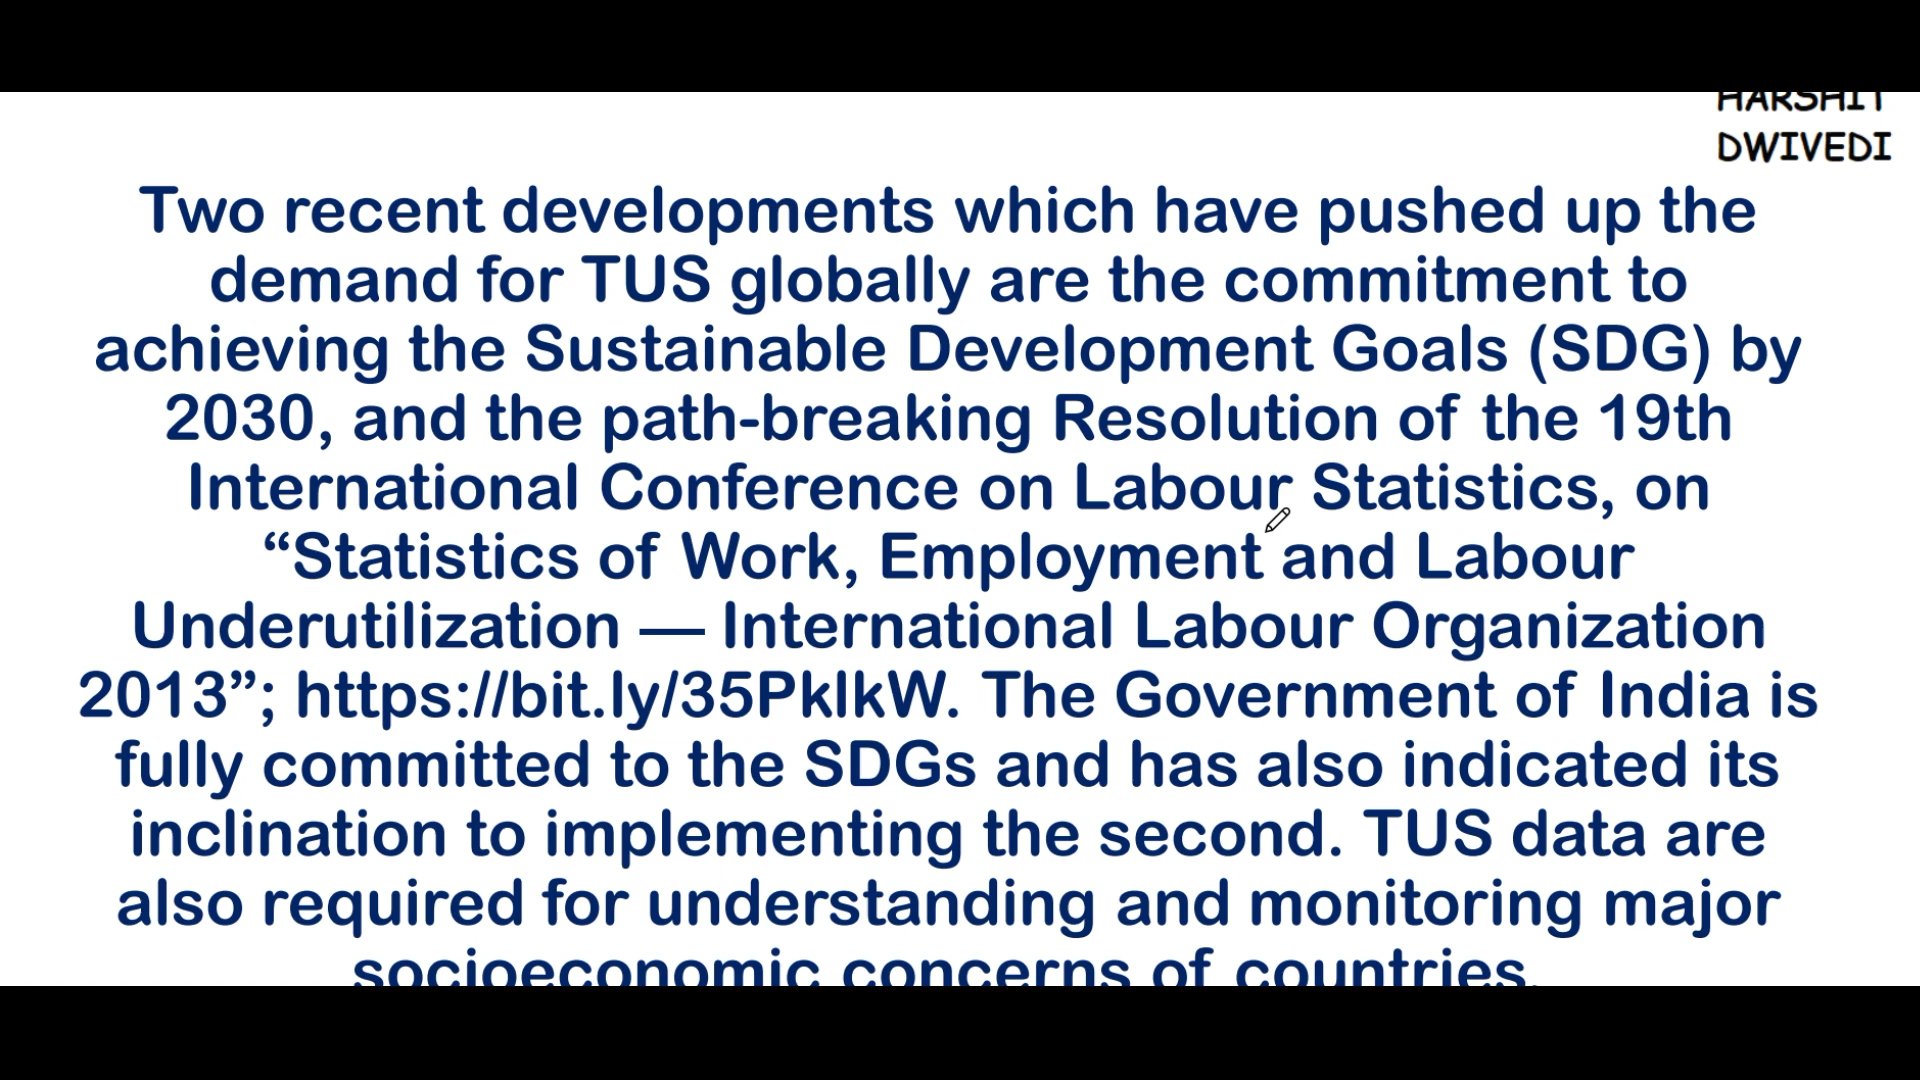 HARSHIT
DWIVEDI
Two recent developments which have pushed up the
demand for TUS globally are the commitment to
achieving the Sustainable Development Goals (SDG) by
2030, and the path-breaking Resolution of the 19th
International Conference on Labour Statistics, on
“Statistics of Work, Employment and Labour
Underutilization — International Labour Organization
2013”; https://bit.ly/35PklkW. The Government of India is
fully committed to the SDGs and has also indicated its
inclination to implementing the second. TUS data are
also required for understanding and monitoring major
socioeconomic concerns of countries.